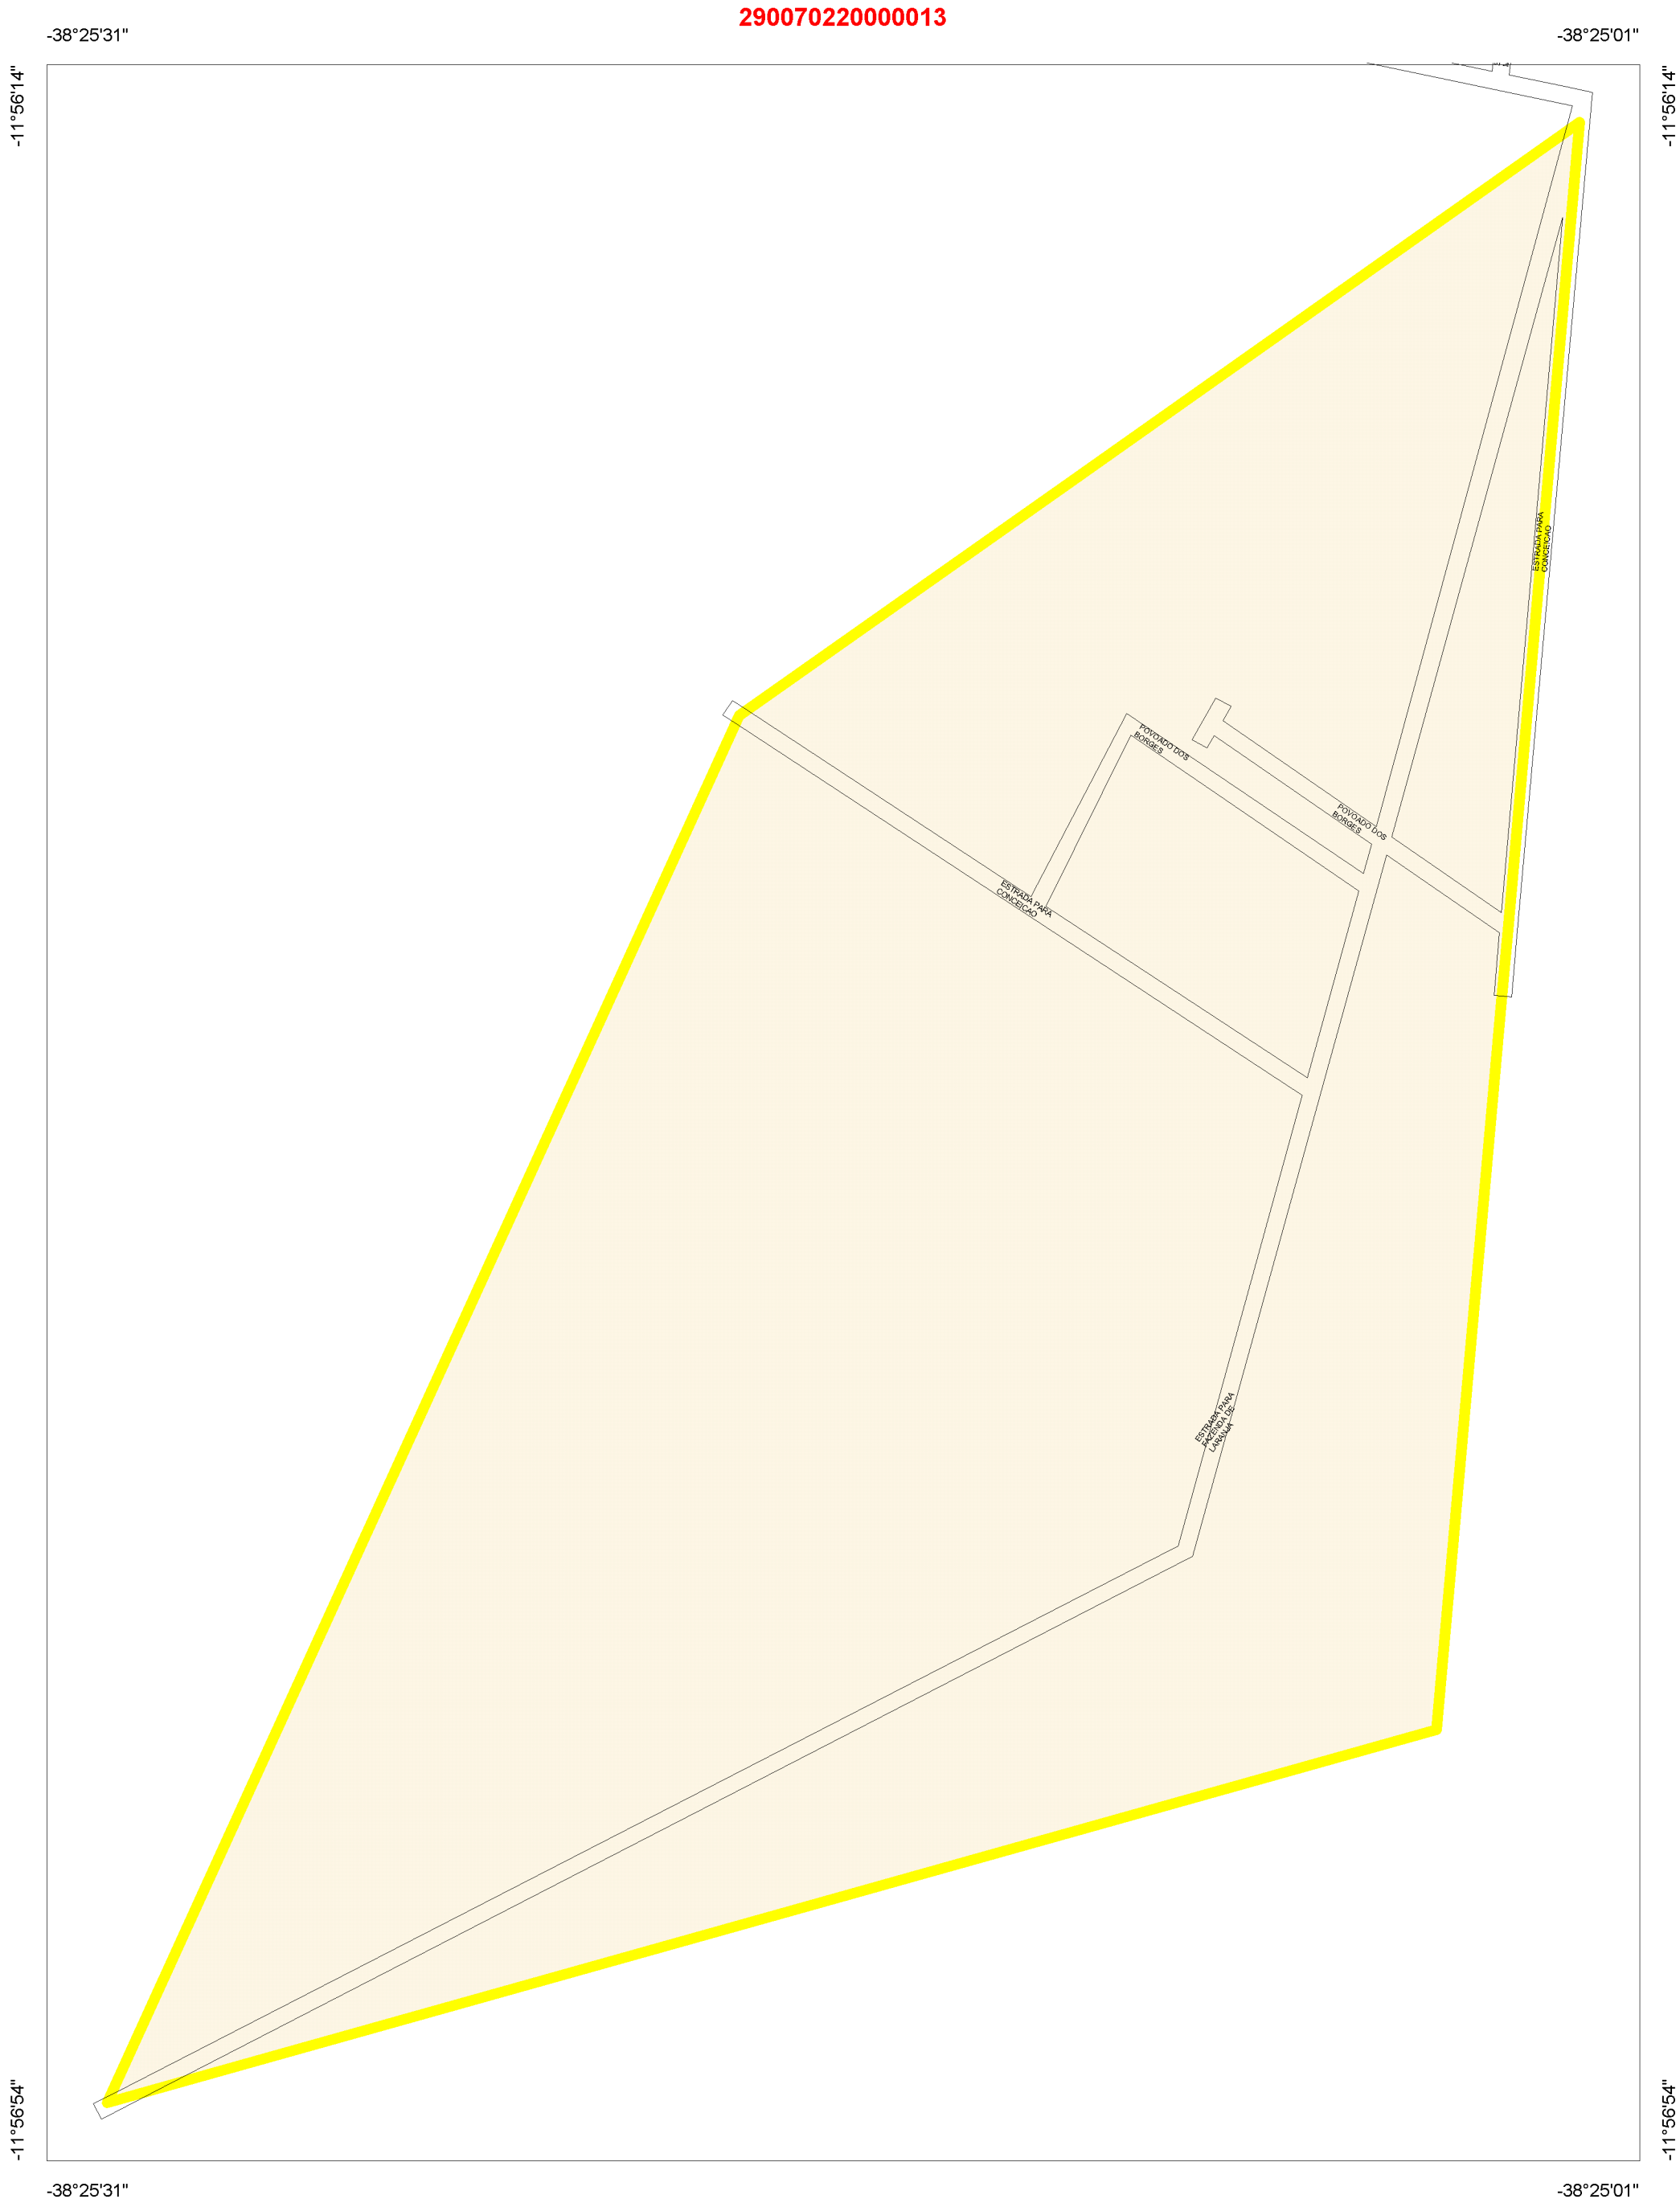 290070220000013
-38°25'31"
-38°25'01"
-11°56'14"
-11°56'14"
ESTRADA PARA
CONCEICAO
POVOADO DOS
BORGES
POVOADO DOS
BORGES
ESTRADA PARA
CONCEICAO
ESTRADA PARA
FAZENDA DE
LARANJA
-11°56'54"
-11°56'54"
-38°25'31"
-38°25'01"